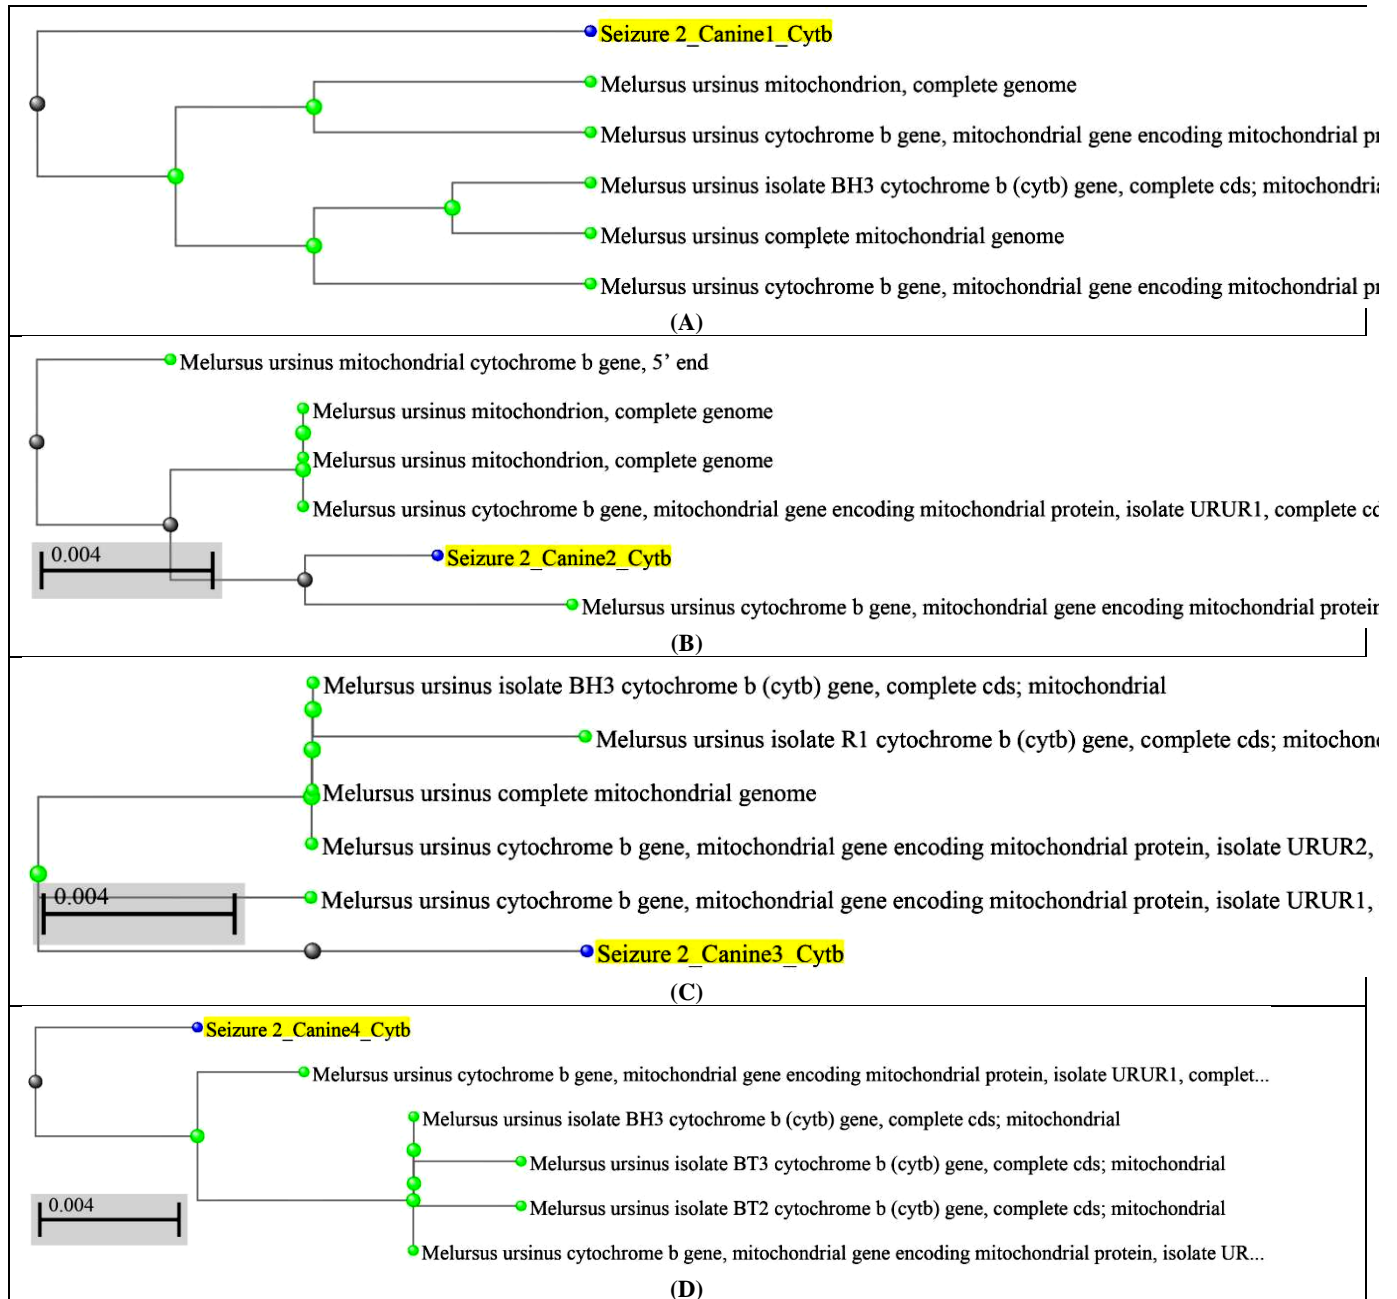 Seizure 2_Canine1_Cytb
Melursus ursinus mitochondrion, complete genome
Melursus ursinus cytochrome b gene, mitochondrial gene encoding mitochondrial pr
Melursus ursinus isolate BH3 cytochrome b (cytb) gene, complete cds; mitochondria
Melursus ursinus complete mitochondrial genome
Melursus ursinus cytochrome b gene, mitochondrial gene encoding mitochondrial pr
(A)
Melursus ursinus mitochondrial cytochrome b gene, 5' end
Melursus ursinus mitochondrion, complete genome
Melursus ursinus mitochondrion, complete genome
Melursus ursinus cytochrome b gene, mitochondrial gene encoding mitochondrial protein, isolate URUR1, complete cd
0.004
Seizure 2_Canine2_Cytb
Melursus ursinus cytochrome b gene, mitochondrial gene encoding mitochondrial protein
(B)
Melursus ursinus isolate BH3 cytochrome b (cytb) gene, complete cds; mitochondrial
Melursus ursinus isolate R1 cytochrome b (cytb) gene, complete cds; mitochond
Melursus ursinus complete mitochondrial genome
Melursus ursinus cytochrome b gene, mitochondrial gene encoding mitochondrial protein, isolate URUR2,
0.004
Melursus ursinus cytochrome b gene, mitochondrial gene encoding mitochondrial protein, isolate URUR1,
Seizure 2_Canine3_Cytb
(C)
Seizure 2_Canine4_Cytb
Melursus ursinus cytochrome b gene, mitochondrial gene encoding mitochondrial protein, isolate URUR1, complet...
Melursus ursinus isolate BH3 cytochrome b (cytb) gene, complete cds; mitochondrial
Melursus ursinus isolate BT3 cytochrome b (cytb) gene, complete cds; mitochondrial
0.004
Melursus ursinus isolate BT2 cytochrome b (cytb) gene, complete cds; mitochondrial
Melursus ursinus cytochrome b gene, mitochondrial gene encoding mitochondrial protein, isolate UR...
(D)